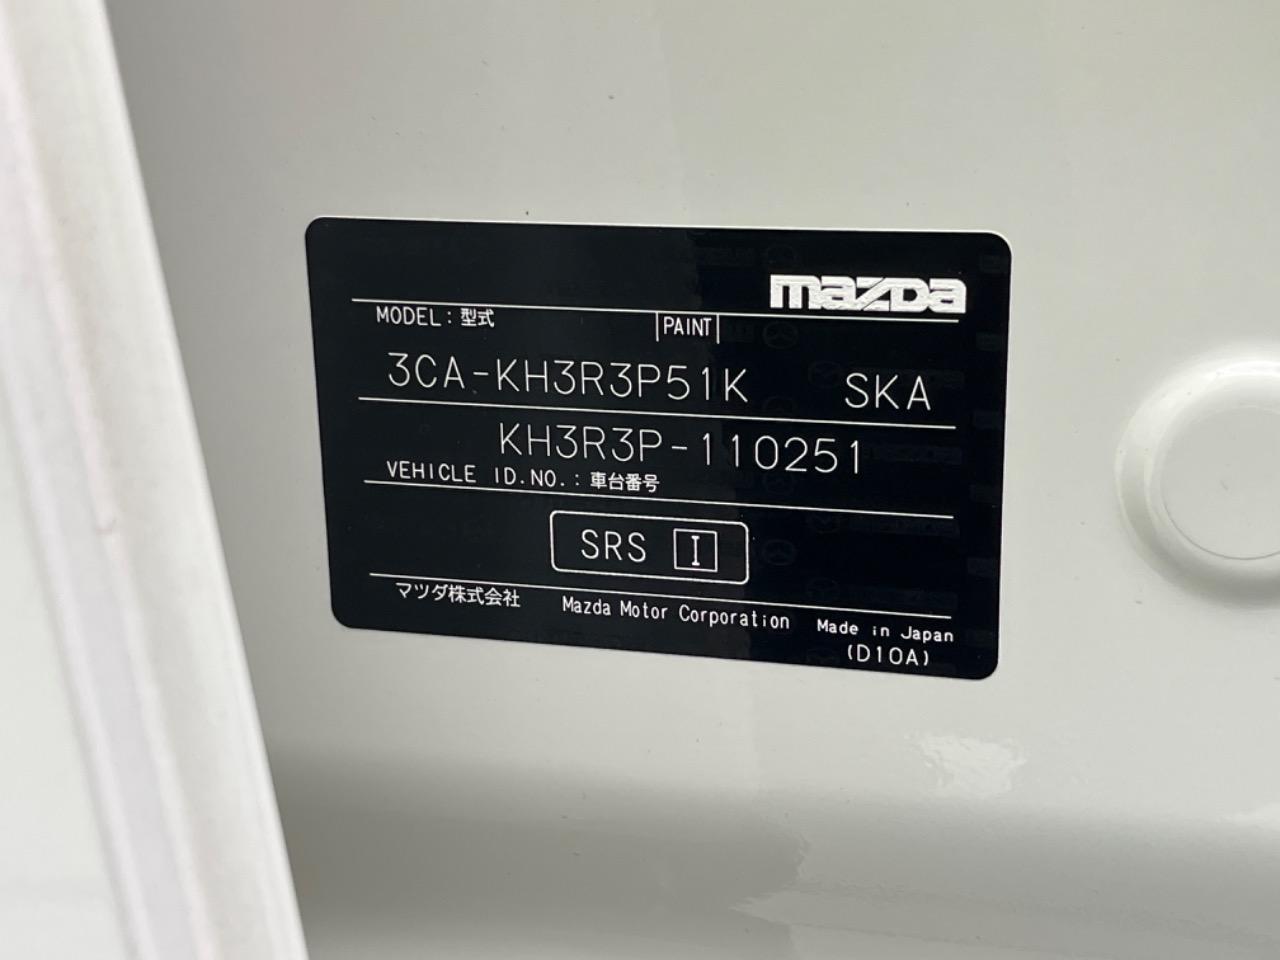 mazda
MODEL : 型式 PAINT
3CA-KH3R3P51K SKA
KH3R3P-110251
VEHICLE ID.NO. : 車台番号
SRS I
マツダ株式会社 Mazda Motor Corporation Made in Japan
(D10A)